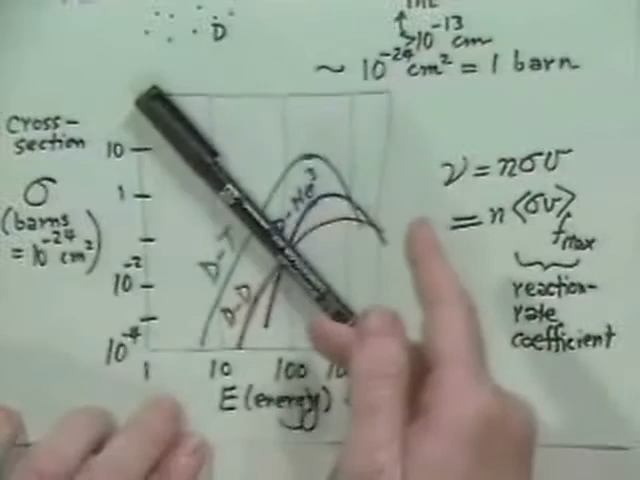 D
>10⁻¹³ cm
~ 10⁻²⁴ cm² = 1 barn
Cross-
section
σ
(barns
= 10⁻²⁴ cm²)
10
1
10⁻²
10⁻⁴
1 10 100
E (energy)
D-T
D-D
D-He³
ν = nσv
= n⟨σv⟩
fmax
reaction-
rate
coefficient